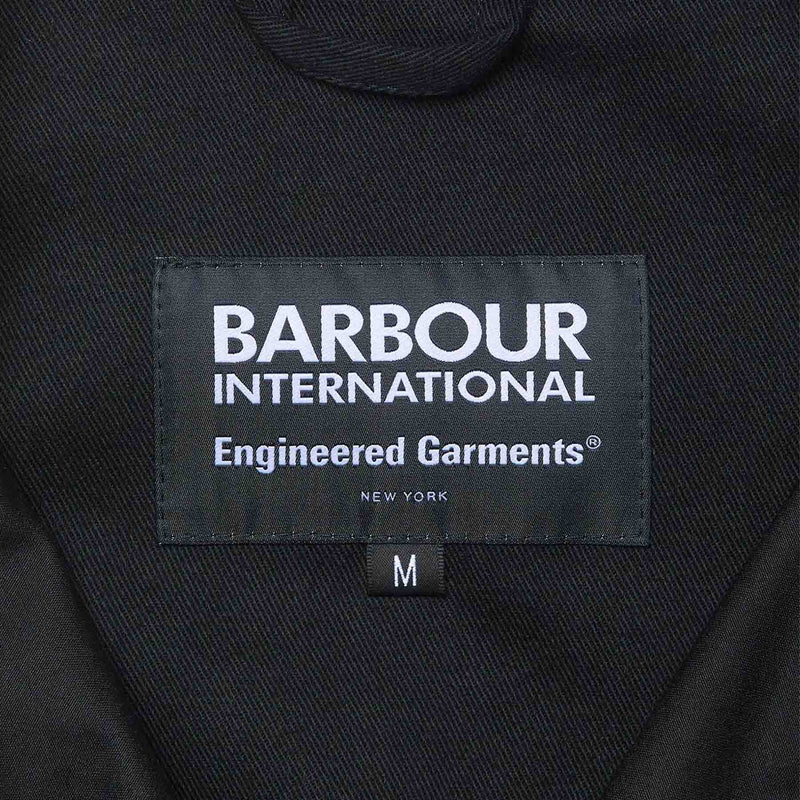 BARBOUR
INTERNATIONAL
Engineered Garments®
NEW YORK
M